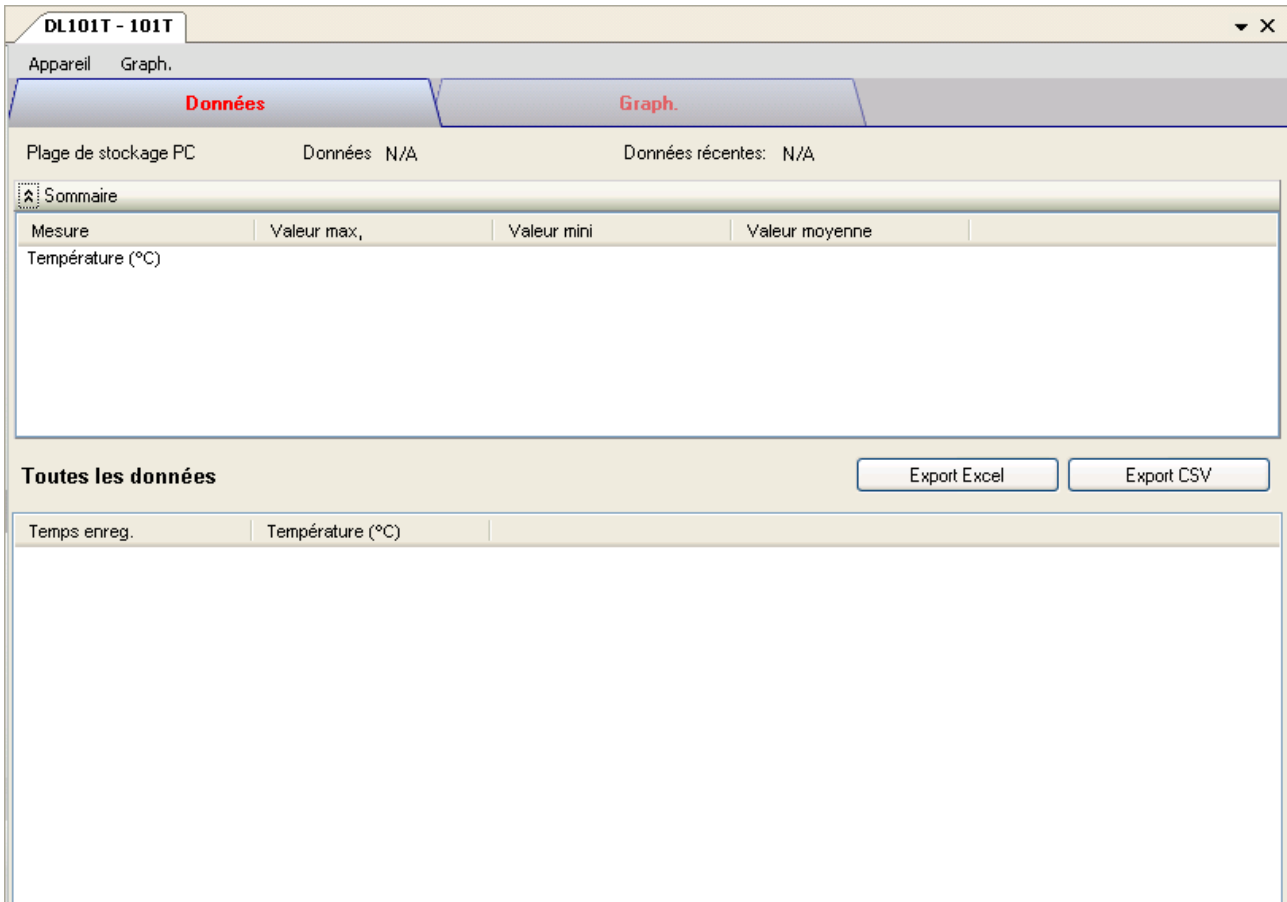 DL101T - 101T
Appareil Graph.
Données Graph.
Plage de stockage PC Données N/A Données récentes: N/A
Sommaire
Mesure Valeur max, Valeur mini Valeur moyenne
Température (°C)
Toutes les données Export Excel Export CSV
Temps enreg. Température (°C)